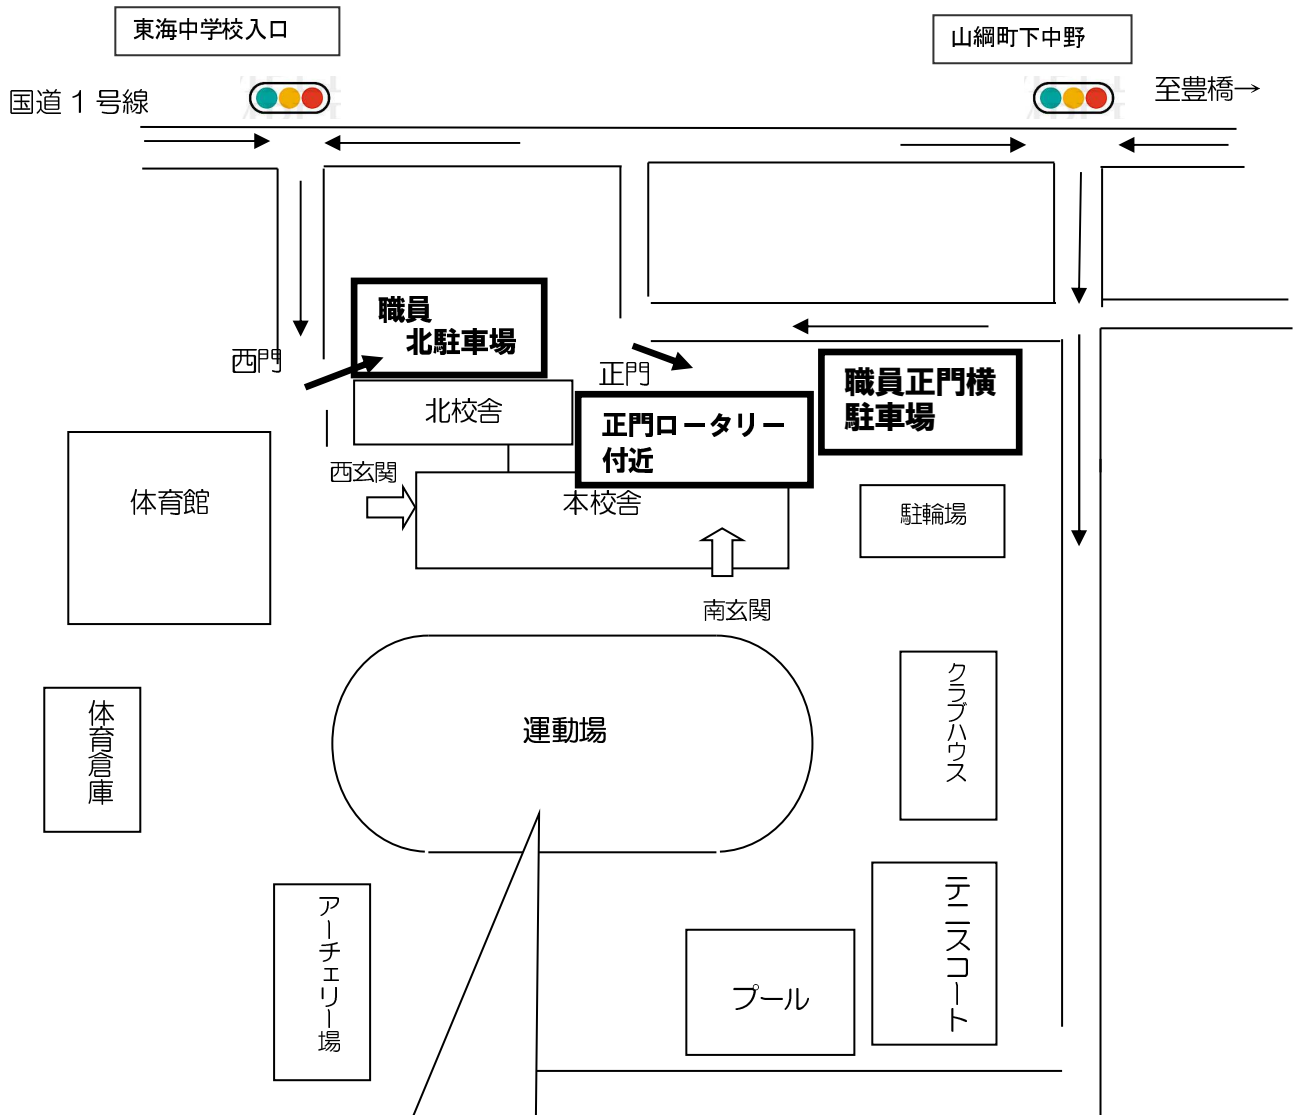 東海中学校入口
山綱町下中野
国道1号線
至豊橋→
職員
北駐車場
西門
正門
職員正門横
駐車場
北校舎
正門ロータリー
付近
西玄関
体育館
本校舎
駐輪場
南玄関
クラブハウス
体育倉庫
運動場
テニスコート
アーチェリー場
プール